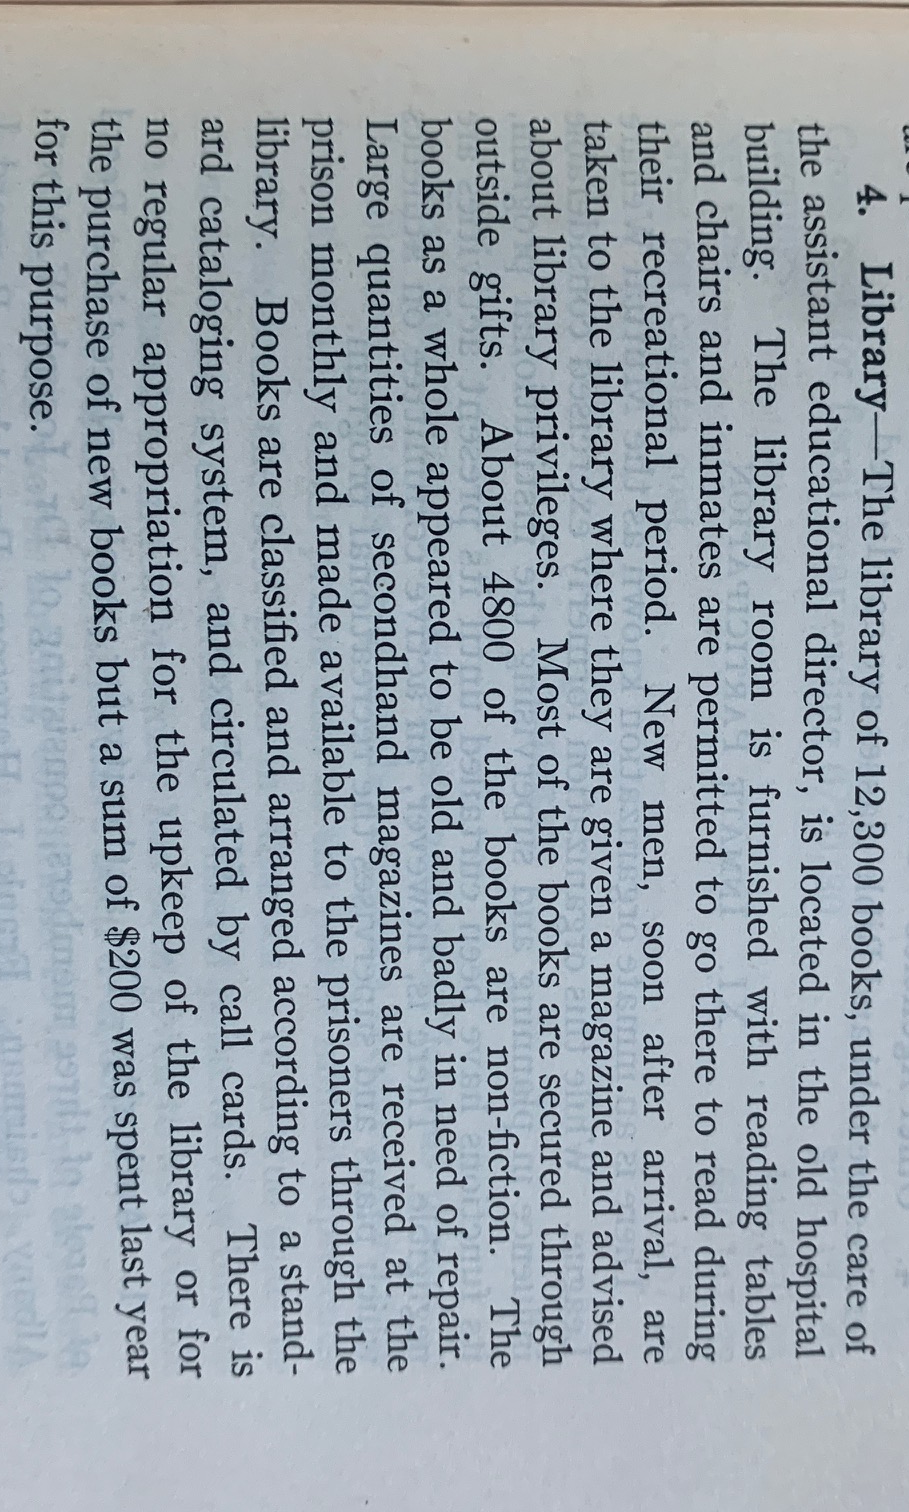 4. Library—The library of 12,300 books, under the care of
the assistant educational director, is located in the old hospital
building. The library room is furnished with reading tables
and chairs and inmates are permitted to go there to read during
their recreational period. New men, soon after arrival, are
taken to the library where they are given a magazine and advised
about library privileges. Most of the books are secured through
outside gifts. About 4800 of the books are non-fiction. The
books as a whole appeared to be old and badly in need of repair.
Large quantities of secondhand magazines are received at the
prison monthly and made available to the prisoners through the
library. Books are classified and arranged according to a stand-
ard cataloging system, and circulated by call cards. There is
no regular appropriation for the upkeep of the library or for
the purchase of new books but a sum of $200 was spent last year
for this purpose.